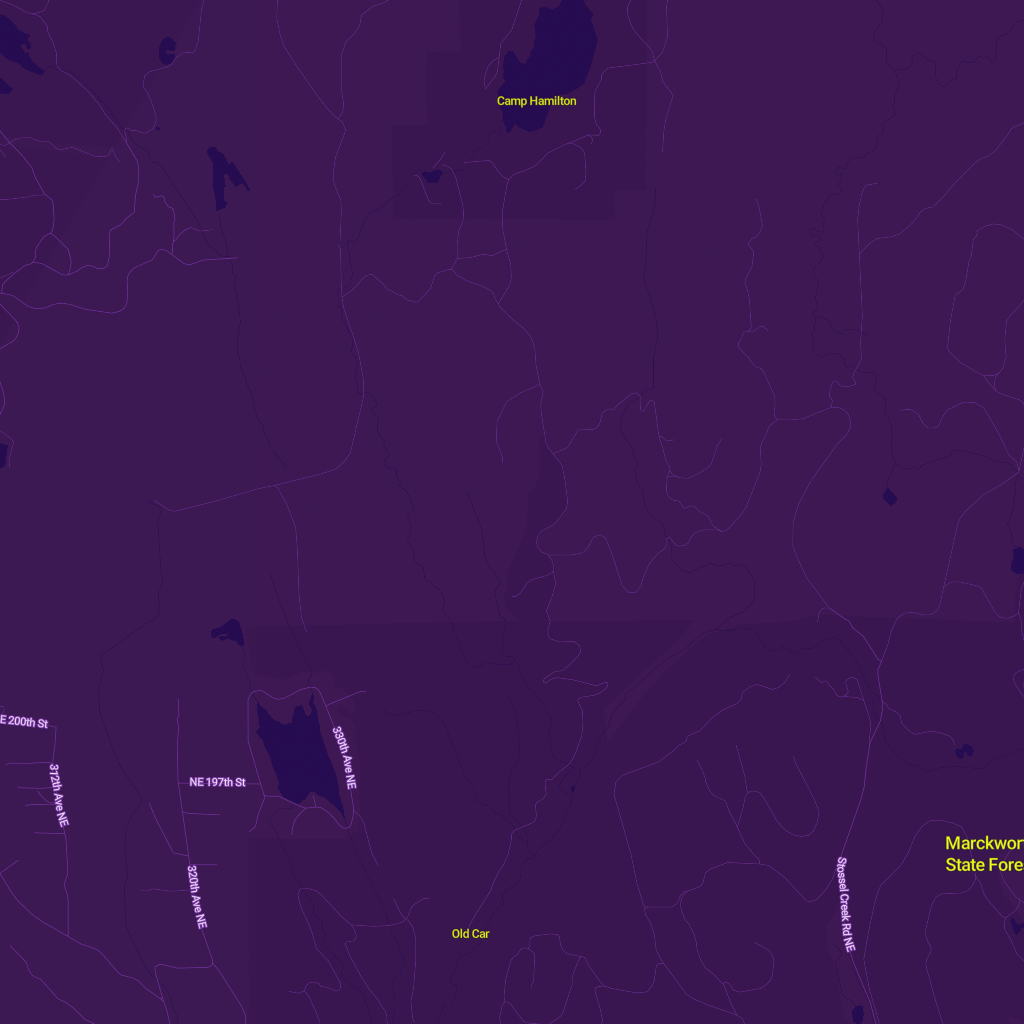 Camp Hamilton
E 200th St
312th Ave NE
NE 197th St
330th Ave NE
320th Ave NE
Old Car
Stossel Creek Rd NE
Marckwor
State Fore